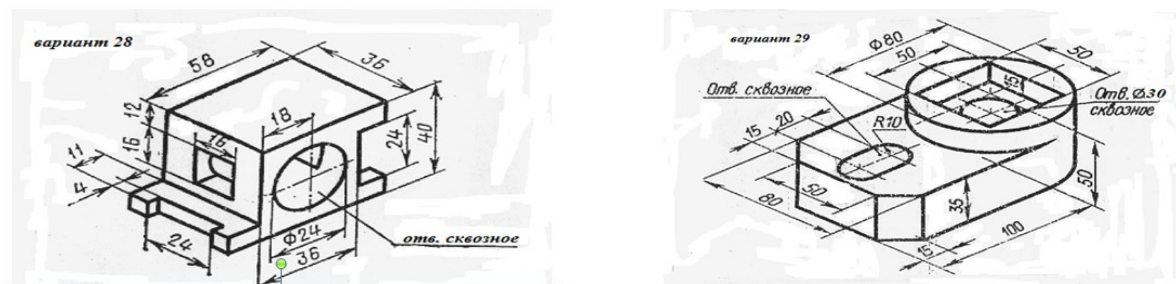 вариант 28
58
36
12
18
16
16
24
40
11
4
24
отв. сквозное
Ф24
36
вариант 29
Ф80
50
50
Отв. сквозное
15
20
R10
15
Отв. Ф30
сквозное
50
80
35
50
15
100